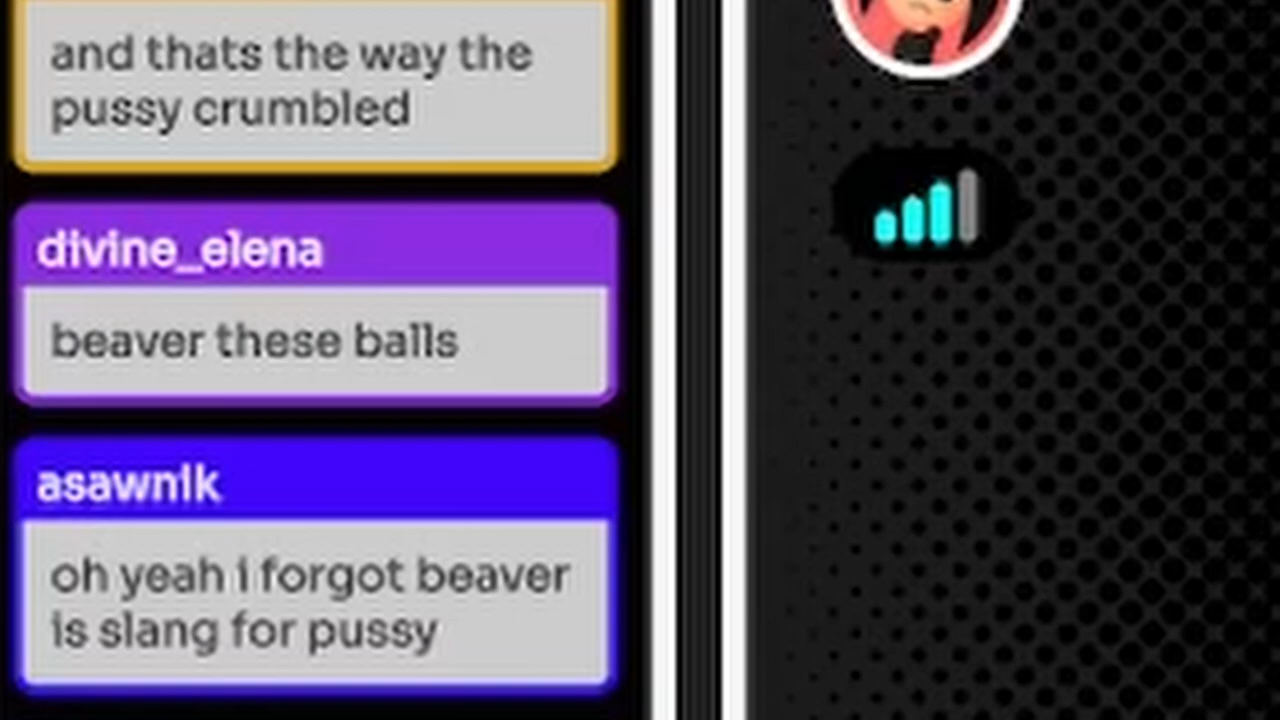 and thats the way the
pussy crumbled
divine_elena
beaver these balls
asawnlk
oh yeah i forgot beaver
is slang for pussy